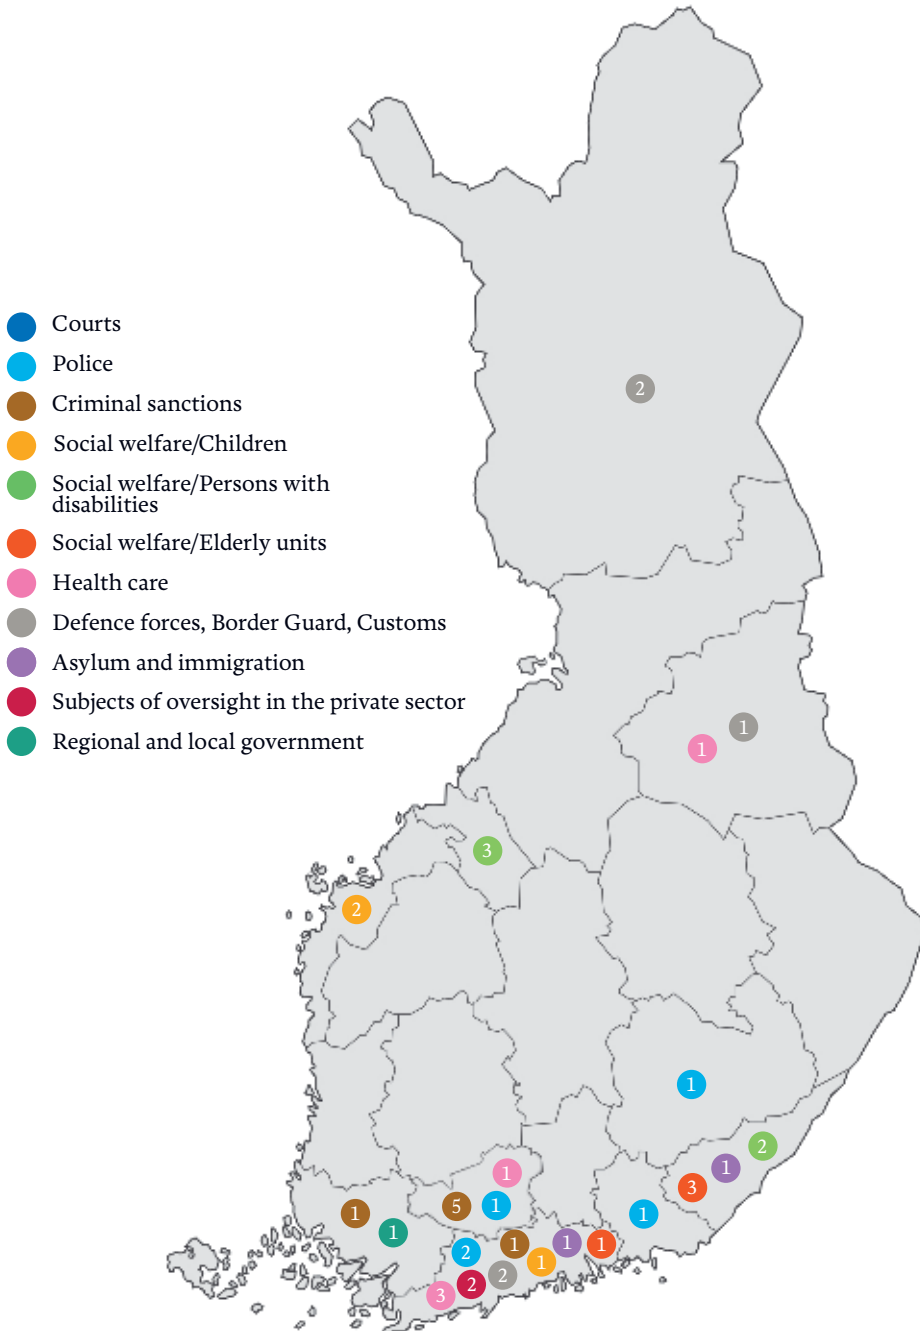 Courts
Police
Criminal sanctions
Social welfare/Children
Social welfare/Persons with
disabilities
Social welfare/Elderly units
Health care
Defence forces, Border Guard, Customs
Asylum and immigration
Subjects of oversight in the private sector
Regional and local government
2
1
1
3
2
1
2
1
3
1
5
1
1
1
1
1
1
1
2
1
2
2
3